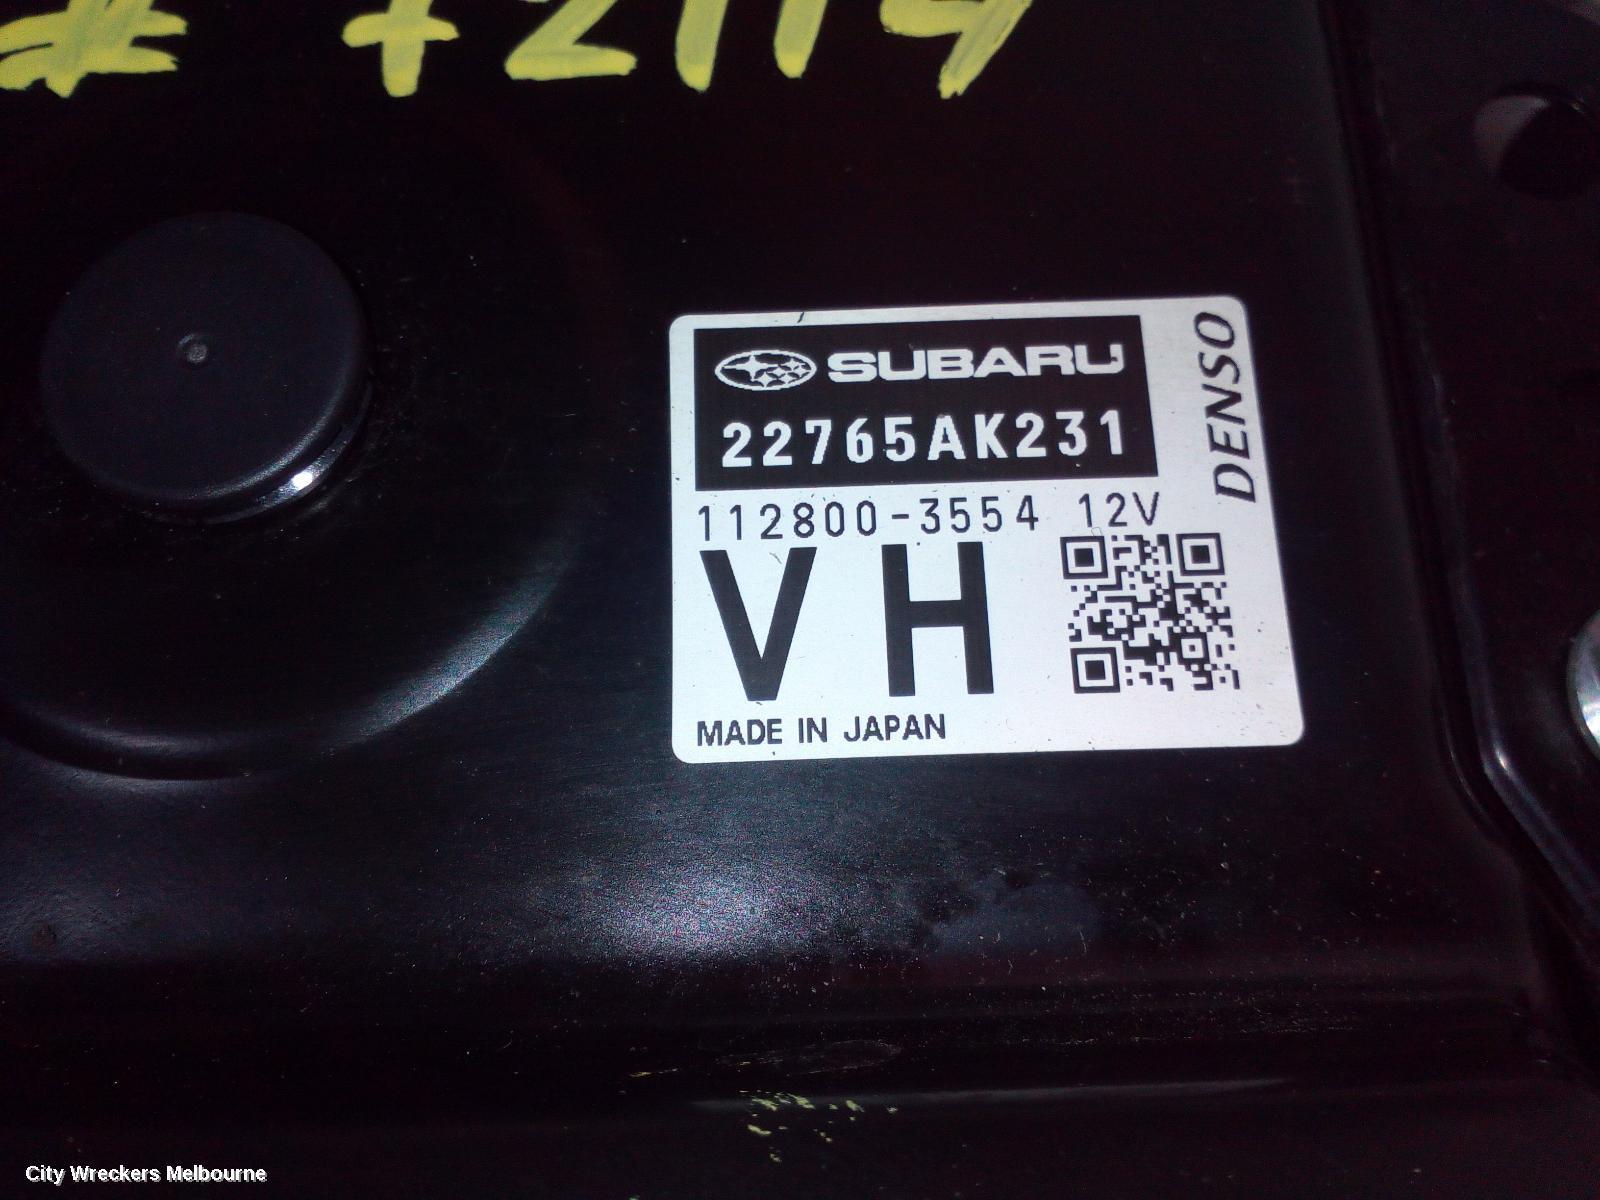 SUBARU
22765AK231
DENSO
112800-3554 12V
VH
MADE IN JAPAN
City Wreckers Melbourne